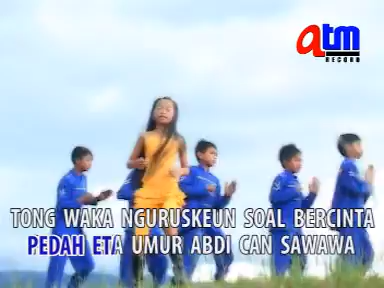 atm
RECORD
TONG WAKA NGURUSKEUN SOAL BERCINTA
PEDAH ETA UMUR ABDI CAN SAWAWA